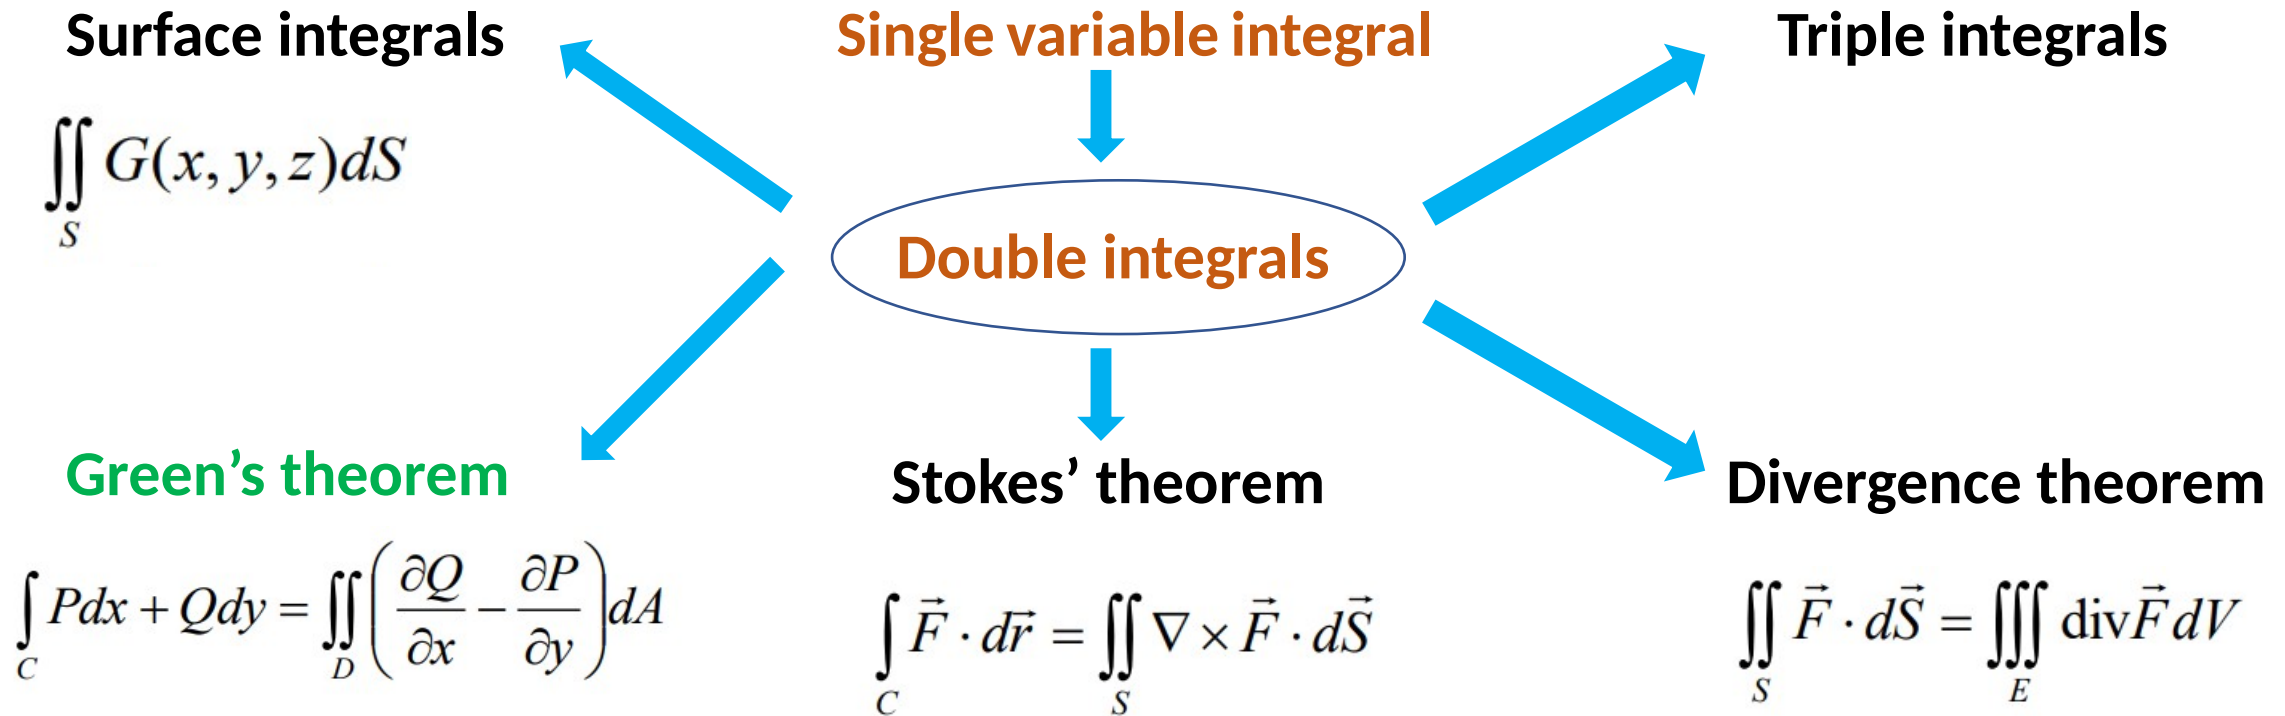 Surface integrals
Single variable integral
Triple integrals
∬_S G(x, y, z)dS
Double integrals
Green’s theorem
Stokes’ theorem
Divergence theorem
∫_C Pdx + Qdy = ∬_D (∂Q/∂x − ∂P/∂y) dA
∫_C F⃗ · dr⃗ = ∬_S ∇ × F⃗ · dS⃗
∬_S F⃗ · dS⃗ = ∭_E divF⃗ dV